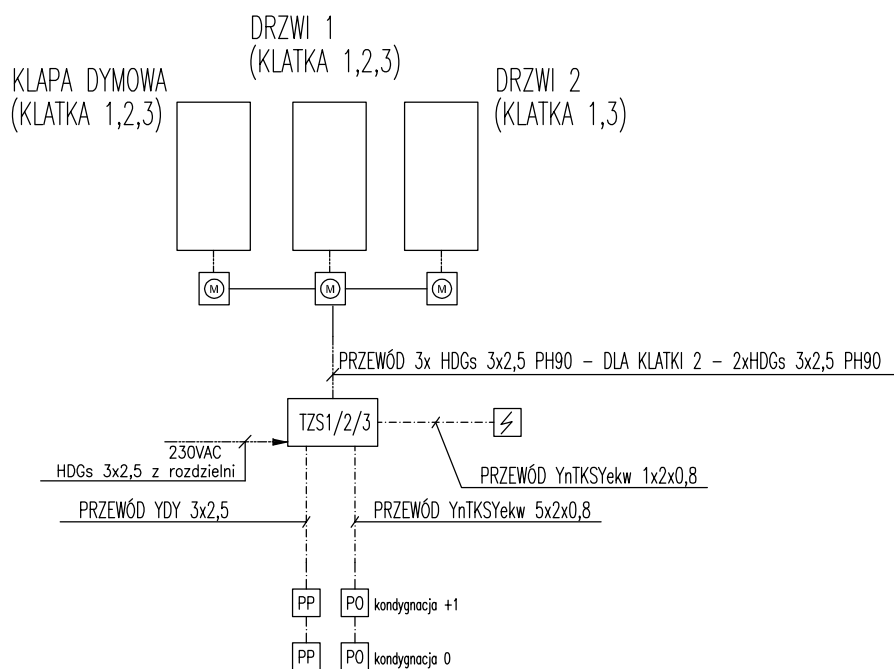 DRZWI 1
(KLATKA 1,2,3)
KLAPA DYMOWA
(KLATKA 1,2,3)
DRZWI 2
(KLATKA 1,3)
M
M
M
PRZEWÓD 3x HDGs 3x2,5 PH90 – DLA KLATKI 2 – 2xHDGs 3x2,5 PH90
TZS1/2/3
230VAC
HDGs 3x2,5 z rozdzielni
PRZEWÓD YnTKSYekw 1x2x0,8
PRZEWÓD YDY 3x2,5
PRZEWÓD YnTKSYekw 5x2x0,8
PP
PO kondygnacja +1
PP
PO kondygnacja 0